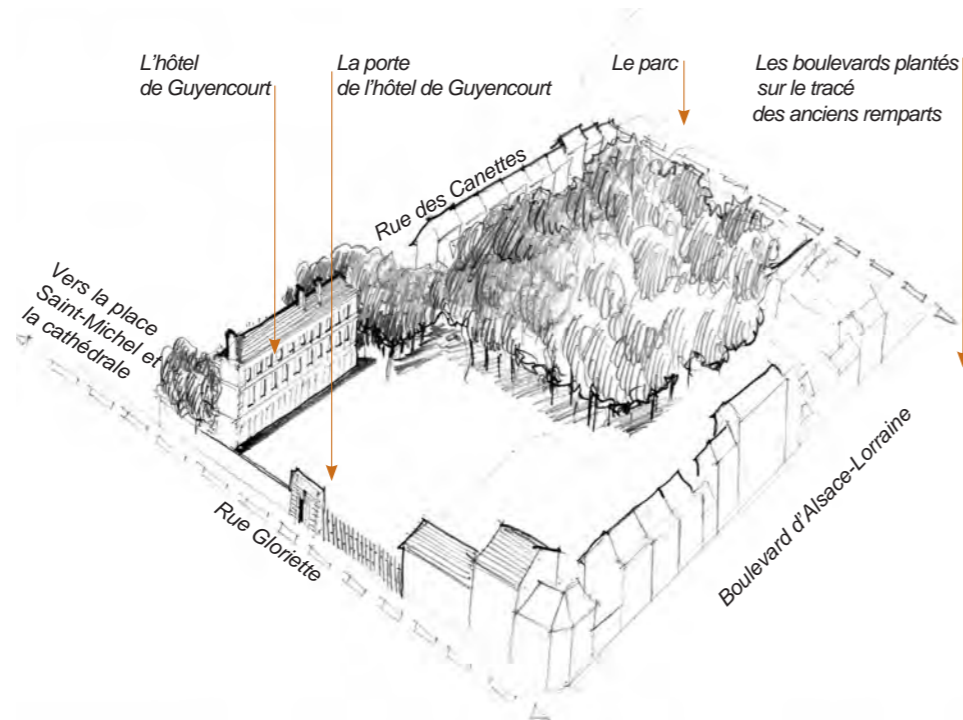 L'hôtel
de Guyencourt
La porte
de l'hôtel de Guyencourt
Le parc
Les boulevards plantés
sur le tracé
des anciens remparts
Rue des Canettes
Vers la place
Saint-Michel et
la cathédrale
Rue Gloriette
Boulevard d'Alsace-Lorraine